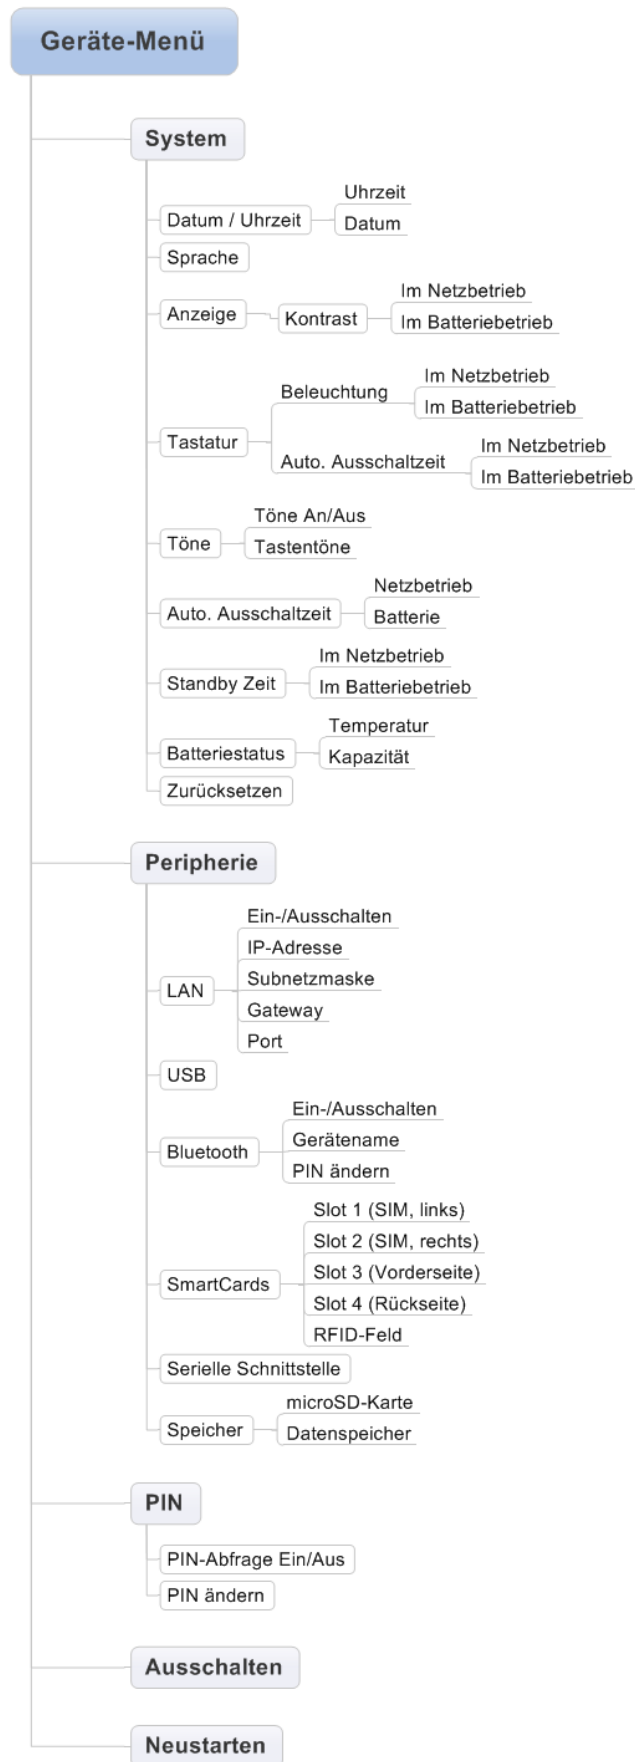 Geräte-Menü
System
Datum / Uhrzeit
Uhrzeit
Datum
Sprache
Anzeige
Kontrast
Im Netzbetrieb
Im Batteriebetrieb
Tastatur
Beleuchtung
Im Netzbetrieb
Im Batteriebetrieb
Auto. Ausschaltzeit
Im Netzbetrieb
Im Batteriebetrieb
Töne
Töne An/Aus
Tastentöne
Auto. Ausschaltzeit
Netzbetrieb
Batterie
Standby Zeit
Im Netzbetrieb
Im Batteriebetrieb
Batteriestatus
Temperatur
Kapazität
Zurücksetzen
Peripherie
LAN
Ein-/Ausschalten
IP-Adresse
Subnetzmaske
Gateway
Port
USB
Bluetooth
Ein-/Ausschalten
Gerätename
PIN ändern
SmartCards
Slot 1 (SIM, links)
Slot 2 (SIM, rechts)
Slot 3 (Vorderseite)
Slot 4 (Rückseite)
RFID-Feld
Serielle Schnittstelle
Speicher
microSD-Karte
Datenspeicher
PIN
PIN-Abfrage Ein/Aus
PIN ändern
Ausschalten
Neustarten